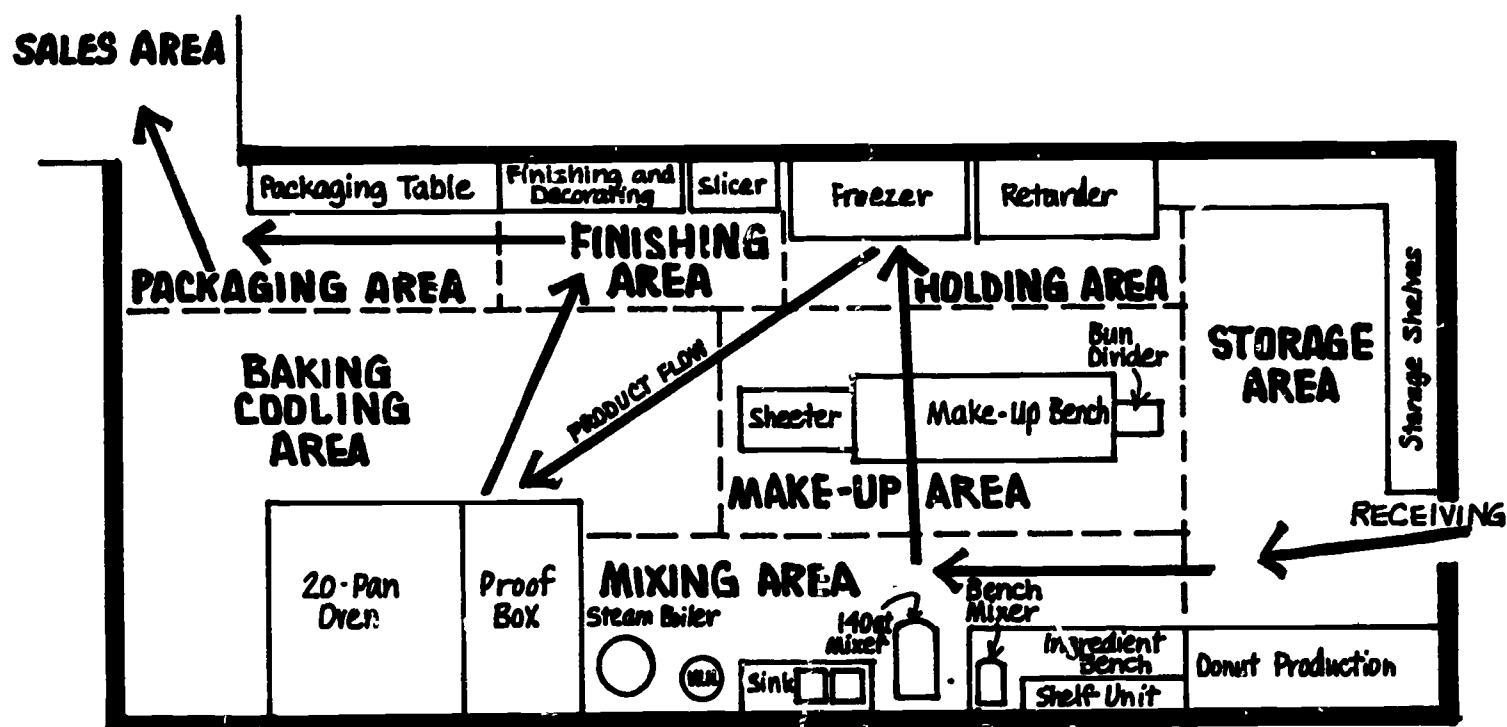 SALES AREA
Packaging Table
Finishing and
Decorating
Slicer
Freezer
Retarder
FINISHING
AREA
PACKAGING AREA
HOLDING AREA
Storage Shelves
STORAGE
AREA
Bun
Divider
PRODUCT FLOW
BAKING
COOLING
AREA
Sheeter
Make-Up Bench
MAKE-UP AREA
RECEIVING
20-Pan
Oven
Proof
Box
MIXING AREA
Steam Boiler
140qt
Mixer
Bench
Mixer
Sink
Ingredient
Bench
Shelf Unit
Donut Production